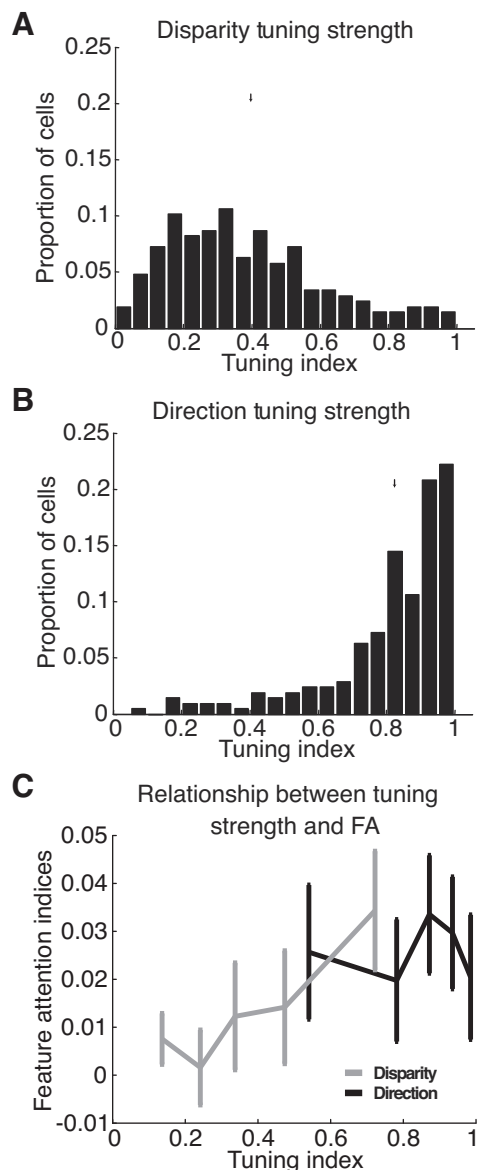 A
Disparity tuning strength
0.25
0.2
0.15
0.1
0.05
0
Proportion of cells
0 0.2 0.4 0.6 0.8 1
Tuning index
B
Direction tuning strength
0.25
0.2
0.15
0.1
0.05
0
Proportion of cells
0 0.2 0.4 0.6 0.8 1
Tuning index
C
Relationship between tuning
strength and FA
0.05
0.04
0.03
0.02
0.01
0
-0.01
Feature attention indices
Disparity
Direction
0 0.2 0.4 0.6 0.8 1
Tuning index